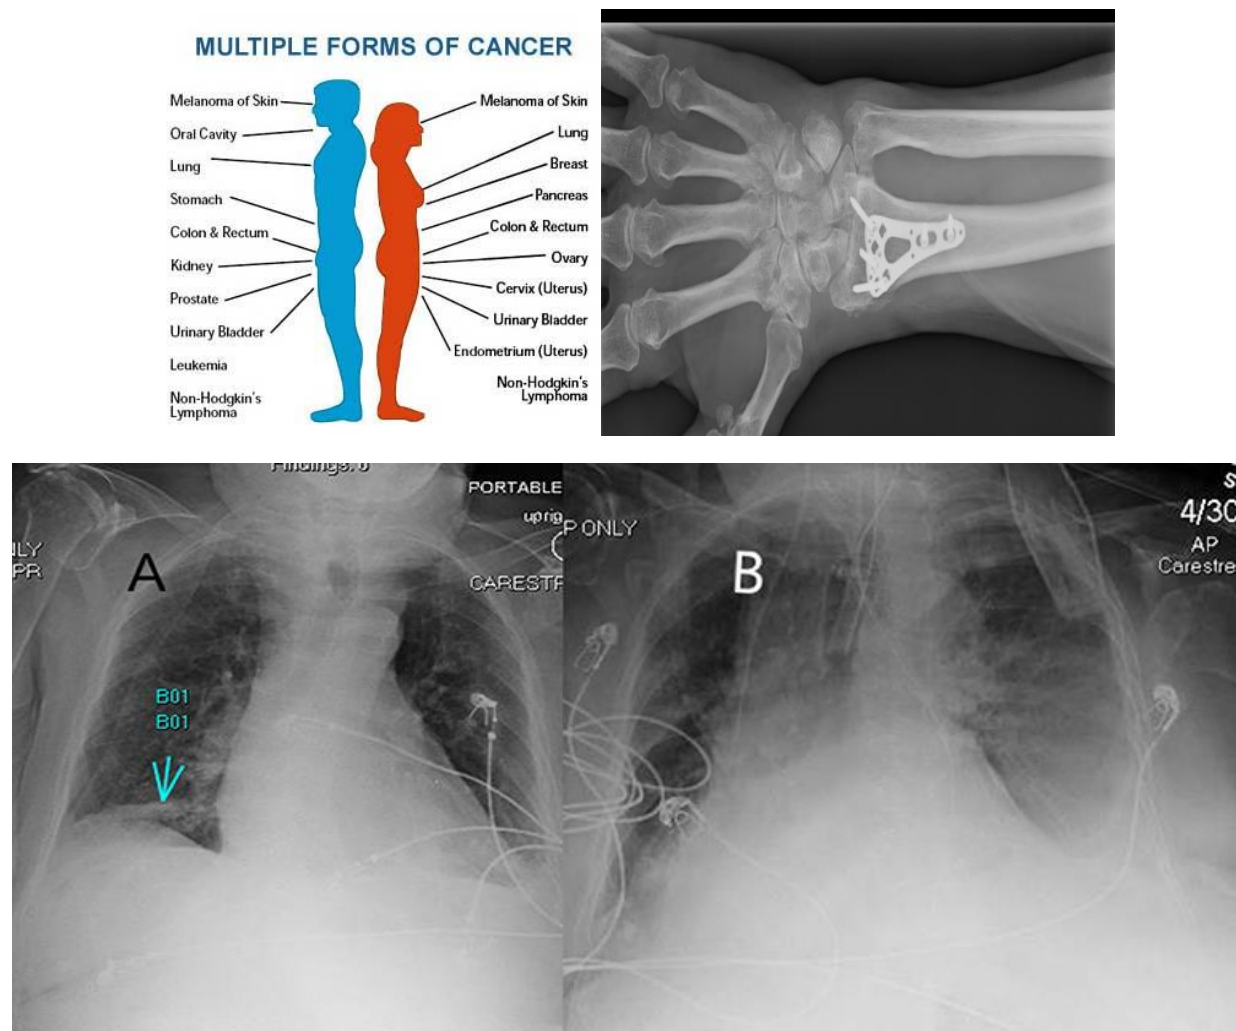 MULTIPLE FORMS OF CANCER
Melanoma of Skin
Oral Cavity
Lung
Stomach
Colon & Rectum
Kidney
Prostate
Urinary Bladder
Leukemia
Non-Hodgkin's
Lymphoma
Melanoma of Skin
Lung
Breast
Pancreas
Colon & Rectum
Ovary
Cervix (Uterus)
Urinary Bladder
Endometrium (Uterus)
Non-Hodgkin's
Lymphoma
PORTABLE
uprig
CARESTR
A
B01
B01
P ONLY
B
4/30
AP
Carestre